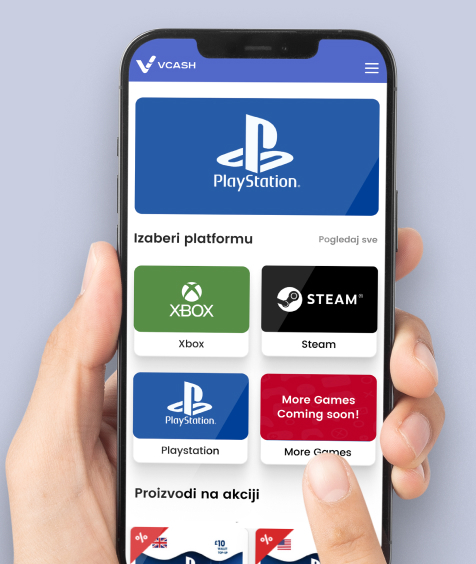 VCASH
PlayStation.
Izaberi platformu
Pogledaj sve
XBOX
STEAM®
Xbox
Steam
PlayStation.
More Games
Coming soon!
Playstation
More Games
Proizvodi na akciji
%
£10
%